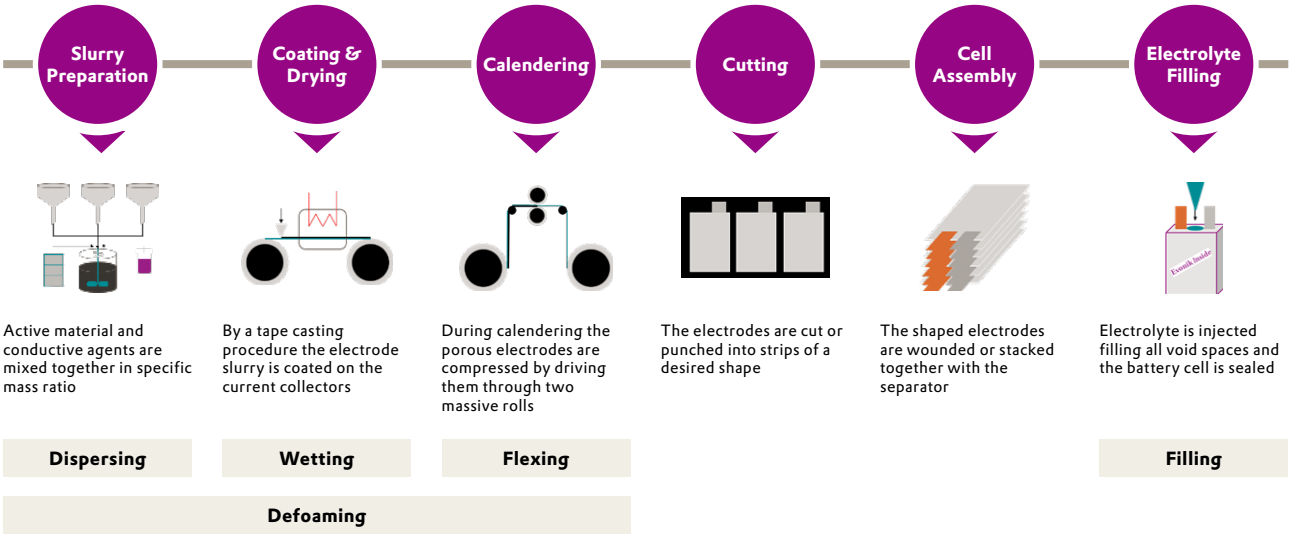 Slurry
Preparation
Coating &
Drying
Calendering
Cutting
Cell
Assembly
Electrolyte
Filling
Evonik Inside
Active material and
conductive agents are
mixed together in specific
mass ratio
By a tape casting
procedure the electrode
slurry is coated on the
current collectors
During calendering the
porous electrodes are
compressed by driving
them through two
massive rolls
The electrodes are cut or
punched into strips of a
desired shape
The shaped electrodes
are wounded or stacked
together with the
separator
Electrolyte is injected
filling all void spaces and
the battery cell is sealed
Dispersing
Wetting
Flexing
Filling
Defoaming